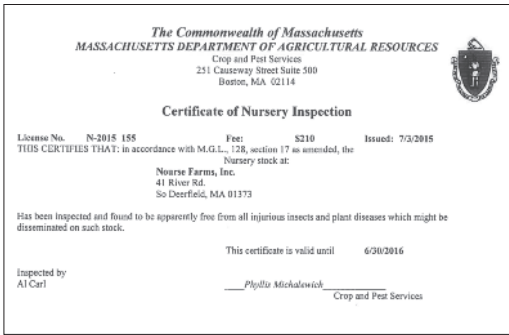 The Commonwealth of Massachusetts
MASSACHUSETTS DEPARTMENT OF AGRICULTURAL RESOURCES
Crop and Pest Services
251 Causeway Street Suite 500
Boston, MA 02114
Certificate of Nursery Inspection
License No. N-2015 155 Fee: $210 Issued: 7/3/2015
THIS CERTIFIES THAT: in accordance with M.G.L., 128, section 17 as amended, the
Nursery stock at:
Nourse Farms, Inc.
41 River Rd.
So Deerfield, MA 01373
Has been inspected and found to be apparently free from all injurious insects and plant diseases which might be
disseminated on such stock.
This certificate is valid until 6/30/2016
Inspected by
Al Carl Phyllis Michalewich
Crop and Pest Services